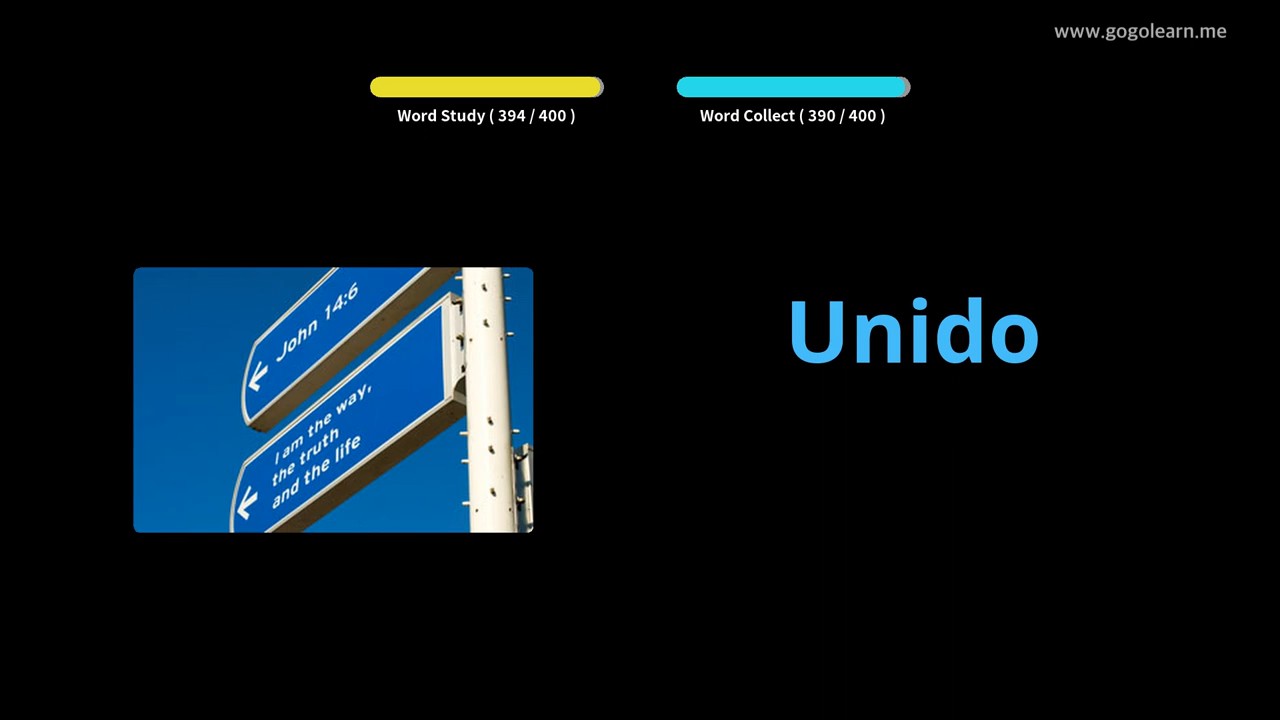 www.gogolearn.me
Word Study ( 394 / 400 )
Word Collect ( 390 / 400 )
John 14:6
I am the way,
the truth
and the life
Unido